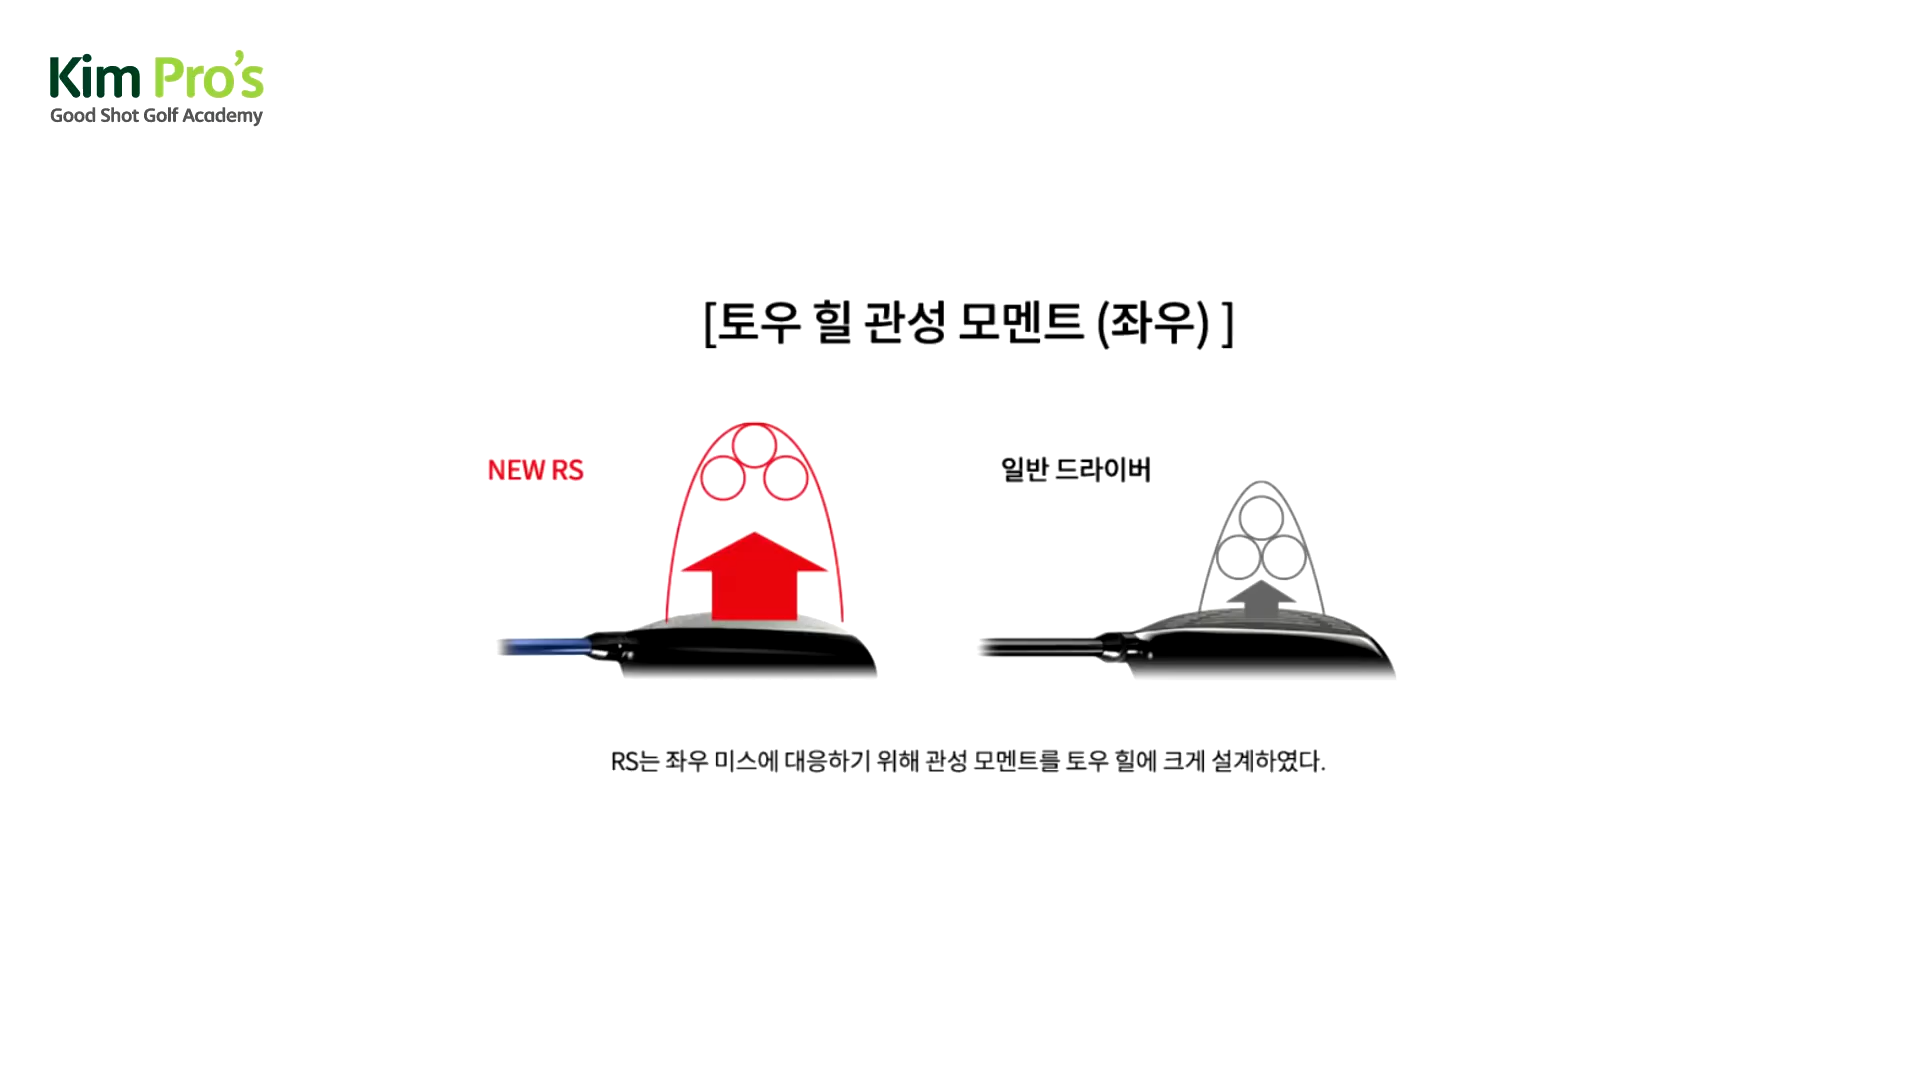 Kim Pro's
Good Shot Golf Academy
[토우 힐 관성 모멘트 (좌우) ]
NEW RS
일반 드라이버
RS는 좌우 미스에 대응하기 위해 관성 모멘트를 토우 힐에 크게 설계하였다.